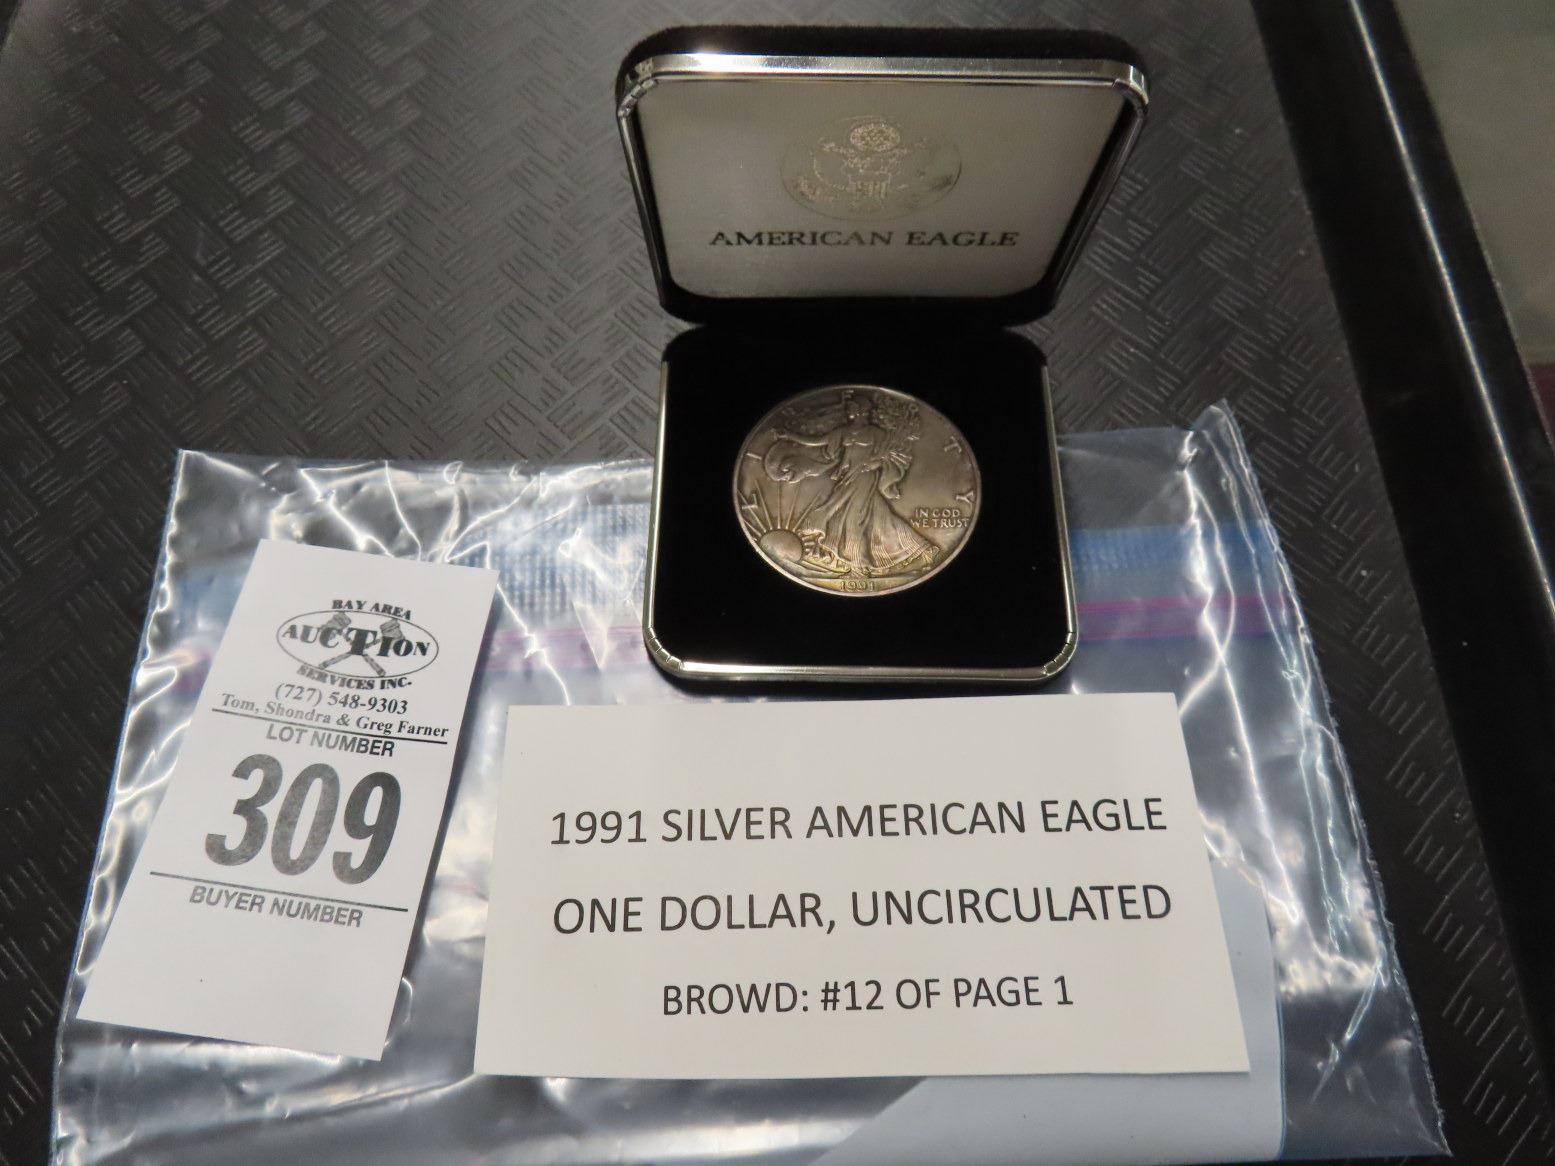 AMERICAN EAGLE
LIBERTY
IN GOD
WE TRUST
1991
BAY AREA
AUCTION
SERVICES INC.
(727) 548-9303
Tom, Shondra & Greg Farner
LOT NUMBER
309
BUYER NUMBER
1991 SILVER AMERICAN EAGLE
ONE DOLLAR, UNCIRCULATED
BROWD: #12 OF PAGE 1